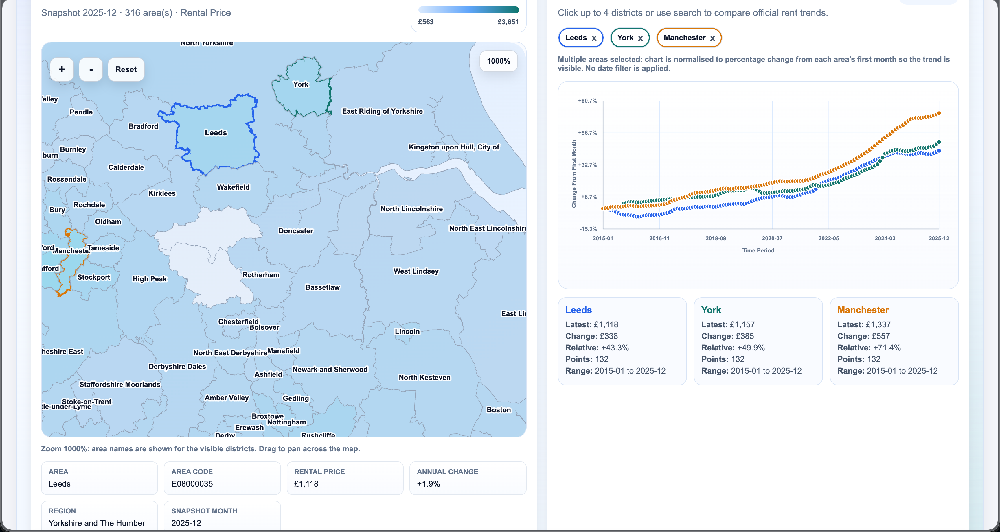 Snapshot 2025-12 · 316 area(s) · Rental Price
£563 £3,651
North Yorkshire
+ - Reset
1000%
York
alley
Pendle
East Riding of Yorkshire
Bradford
Leeds
Kingston upon Hull, City of
Burnley
lburn
Calderdale
Rossendale
Wakefield
Kirklees
Rochdale
Bury
North Lincolnshire
Oldham
North East Lincolnshire
Doncaster
ford
Manchester
Tameside
afford
West Lindsey
Rotherham
Stockport
High Peak
Bassetlaw
East Lin
Chesterfield
Bolsover
Lincoln
heshire East
North East Derbyshire
Mansfield
Derbyshire Dales
Newark and Sherwood
Ashfield
North Kesteven
Staffordshire Moorlands
Amber Valley
Gedling
Stoke-on-Trent
tle-under-Lyme
Boston
Broxtowe
Nottingham
Erewash
Derby
Rushcliffe
Zoom 1000%: area names are shown for the visible districts. Drag to pan across the map.
AREA
Leeds
AREA CODE
E08000035
RENTAL PRICE
£1,118
ANNUAL CHANGE
+1.9%
REGION
Yorkshire and The Humber
SNAPSHOT MONTH
2025-12
Click up to 4 districts or use search to compare official rent trends.
Leeds x York x Manchester x
Multiple areas selected: chart is normalised to percentage change from each area's first month so the trend is
visible. No date filter is applied.
Change From First Month
+80.7%
+56.7%
+32.7%
+8.7%
-15.3%
2015-01 2016-11 2018-09 2020-07 2022-05 2024-03 2025-12
Time Period
Leeds
Latest: £1,118
Change: £338
Relative: +43.3%
Points: 132
Range: 2015-01 to 2025-12
York
Latest: £1,157
Change: £385
Relative: +49.9%
Points: 132
Range: 2015-01 to 2025-12
Manchester
Latest: £1,337
Change: £557
Relative: +71.4%
Points: 132
Range: 2015-01 to 2025-12